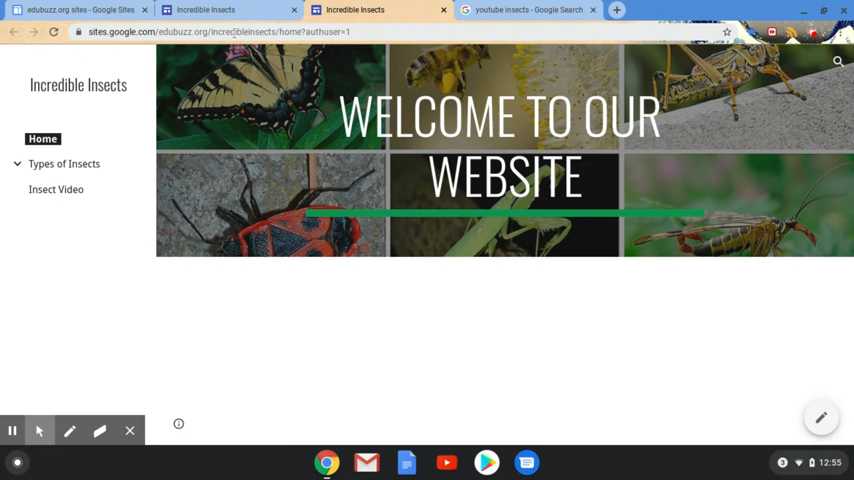 edubuzz.org sites - Google Sites
Incredible Insects
Incredible Insects
youtube insects - Google Search
sites.google.com/edubuzz.org/incredibleinsects/home?authuser=1
Incredible Insects
Home
Types of Insects
Insect Video
WELCOME TO OUR
WEBSITE
3
12:55